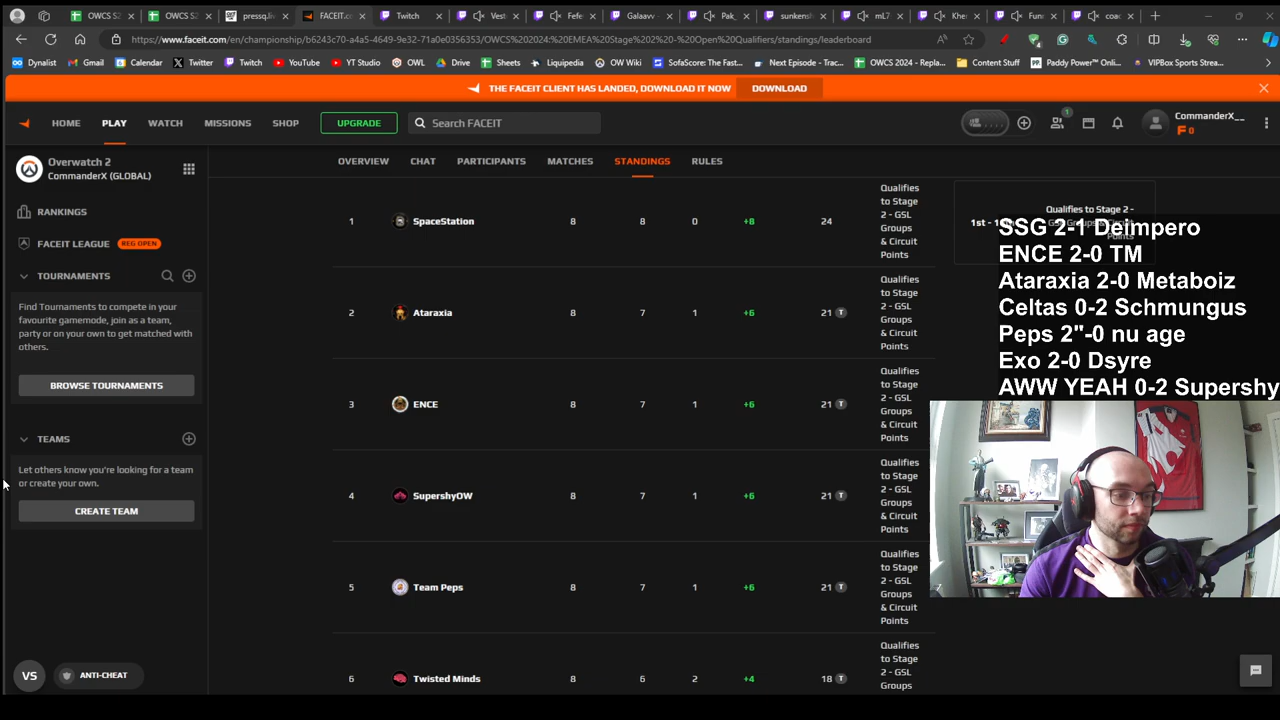 OWCS S
OWCS S
pressq.live
FACEIT.co
Twitch
Vest
Fefe
Galaavv
Pak_
sunkensh
mL7
Khe
Fun
coac
https://www.faceit.com/en/championship/b6243c70-a4a5-4649-9e32-71a0e0356353/OWCS%202024:%20EMEA%20Stage%202%20-%20Open%20Qualifiers/standings/leaderboard
Dynalist
Gmail
Calendar
Twitter
Twitch
YouTube
YT Studio
OWL
Drive
Sheets
Liquipedia
OW Wiki
SofaScore: The Fast...
Next Episode - Trac...
OWCS 2024 - Repla...
Content Stuff
Paddy Power™ Onli...
VIPBox Sports Strea...
THE FACEIT CLIENT HAS LANDED, DOWNLOAD IT NOW
DOWNLOAD
HOME
PLAY
WATCH
MISSIONS
SHOP
UPGRADE
Search FACEIT
1
CommanderX__
F 0
Overwatch 2
CommanderX (GLOBAL)
OVERVIEW
CHAT
PARTICIPANTS
MATCHES
STANDINGS
RULES
RANKINGS
FACEIT LEAGUE
REG OPEN
TOURNAMENTS
Find Tournaments to compete in your
favourite gamemode, join as a team,
party or on your own to get matched with
others.
BROWSE TOURNAMENTS
TEAMS
Let others know you're looking for a team
or create your own.
CREATE TEAM
VS
ANTI-CHEAT
1 SpaceStation 8 8 0 +8 24
Qualifies
to Stage
2 -
GSL
Groups
& Circuit
Points
2 Ataraxia 8 7 1 +6 21 T
Qualifies
to Stage
2 - GSL
Groups
& Circuit
Points
3 ENCE 8 7 1 +6 21 T
Qualifies
to Stage
2 - GSL
Groups
& Circuit
Points
4 SupershyOW 8 7 1 +6 21 T
Qualifies
to Stage
2 - GSL
Groups
& Circuit
Points
5 Team Peps 8 7 1 +6 21 T
Qualifies
to Stage
2 - GSL
Groups
& Circuit
Points
6 Twisted Minds 8 6 2 +4 18 T
Qualifies
to Stage
2 - GSL
Groups
1st -
Qualifies to Stage 2 -
GSL Groups & Circuit
Points
SSG 2-1 Deimpero
ENCE 2-0 TM
Ataraxia 2-0 Metaboiz
Celtas 0-2 Schmungus
Peps 2"-0 nu age
Exo 2-0 Dsyre
AWW YEAH 0-2 Supershy